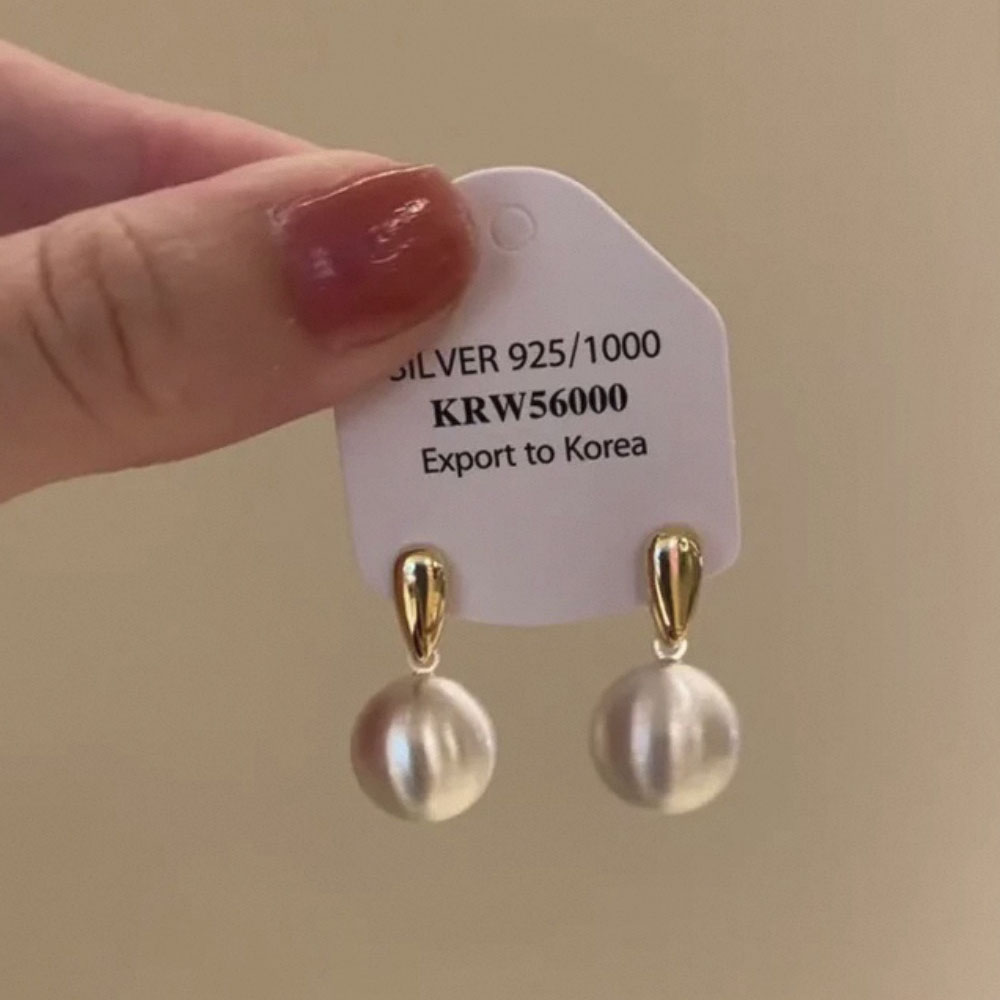 SILVER 925/1000
KRW56000
Export to Korea